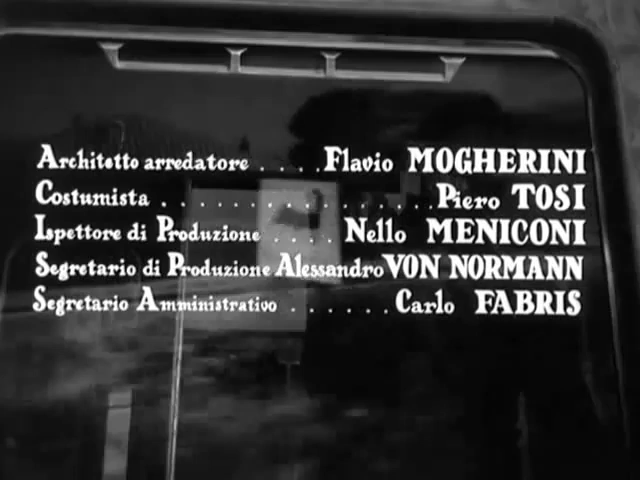 Architetto arredatore .... Flavio MOGHERINI
Costumista ................ Piero TOSI
Ispettore di Produzione .... Nello MENICONI
Segretario di Produzione Alessandro VON NORMANN
Segretario Amministrativo ...... Carlo FABRIS